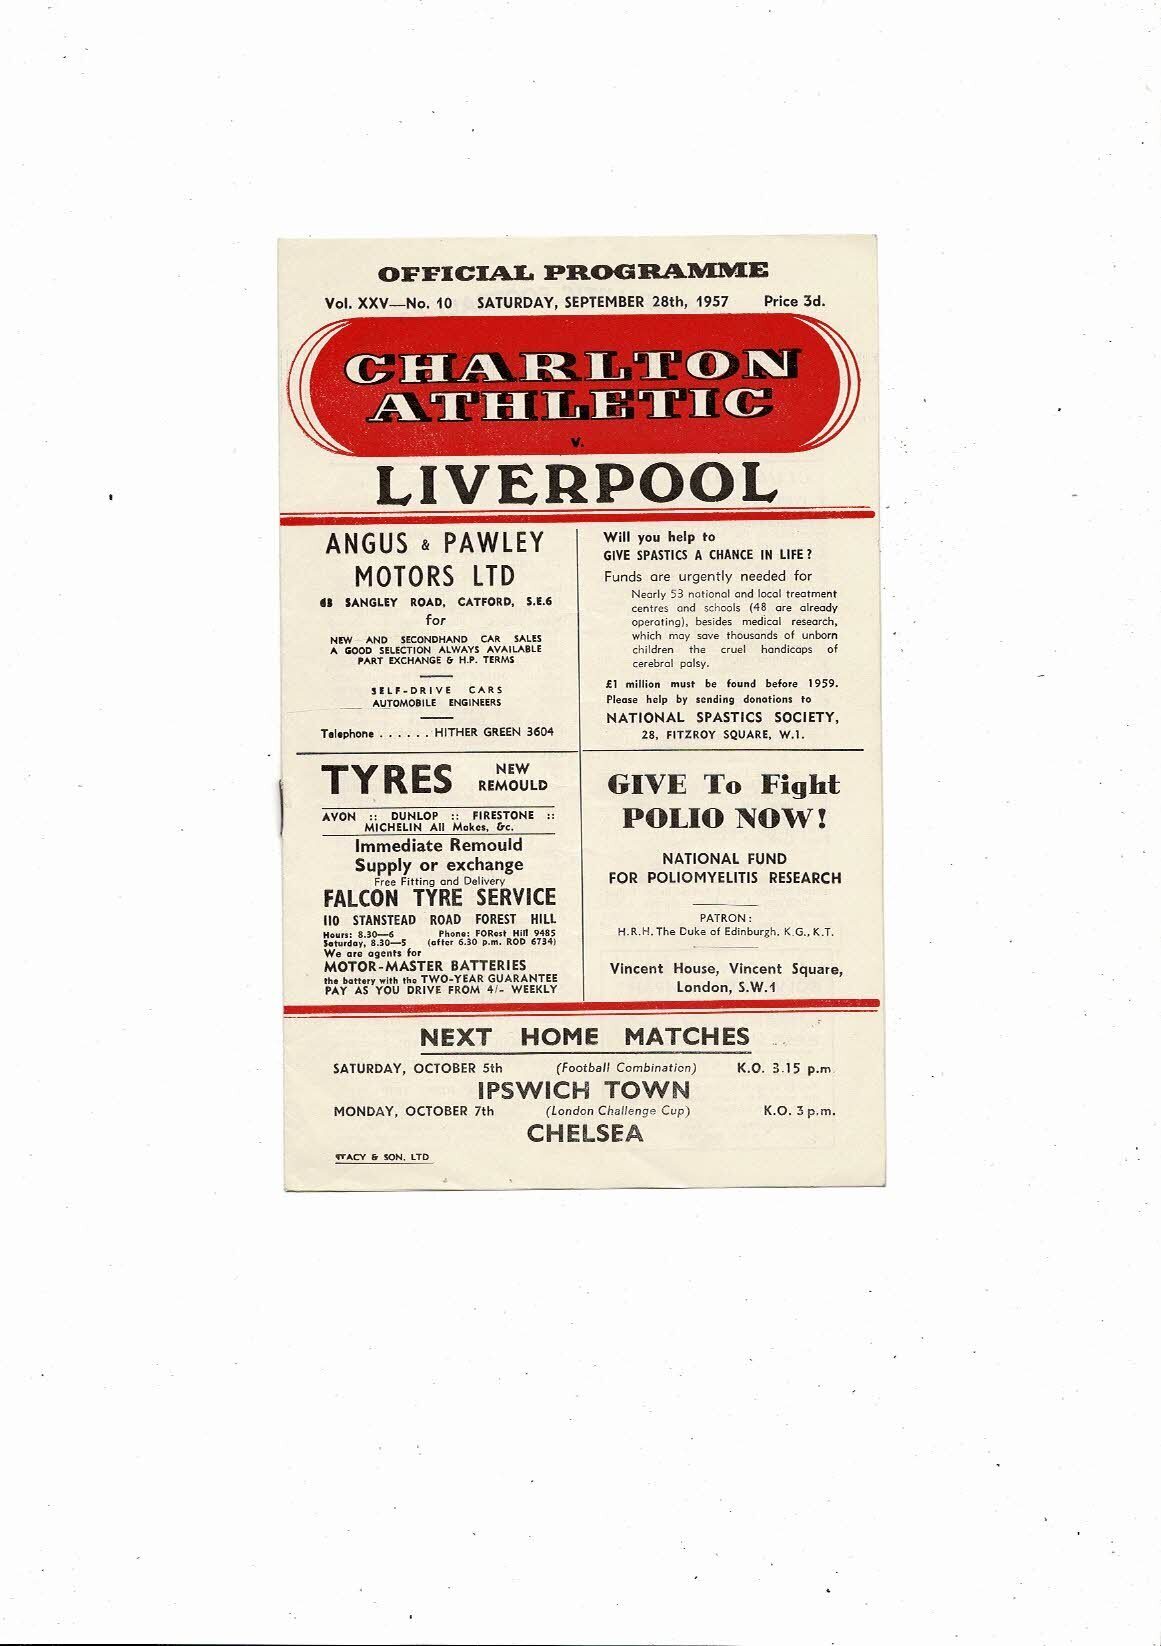 OFFICIAL PROGRAMME
Vol. XXV—No. 10 SATURDAY, SEPTEMBER 28th, 1957 Price 3d.
CHARLTON
ATHLETIC
v.
LIVERPOOL
ANGUS & PAWLEY
MOTORS LTD
SANGLEY ROAD, CATFORD, S.E.6
for
NEW AND SECONDHAND CAR SALES
A GOOD SELECTION ALWAYS AVAILABLE
PART EXCHANGE & H.P. TERMS
SELF-DRIVE CARS
AUTOMOBILE ENGINEERS
Telephone . . . . . . HITHER GREEN 3604
Will you help to
GIVE SPASTICS A CHANCE IN LIFE?
Funds are urgently needed for
Nearly 53 national and local treatment
centres and schools (48 are already
operating), besides medical research,
which may save thousands of unborn
children the cruel handicaps of
cerebral palsy.
£1 million must be found before 1959.
Please help by sending donations to
NATIONAL SPASTICS SOCIETY,
28, FITZROY SQUARE, W.1.
TYRES NEW
REMOULD
AVON :: DUNLOP :: FIRESTONE ::
MICHELIN All Makes, &c.
Immediate Remould
Supply or exchange
Free Fitting and Delivery
FALCON TYRE SERVICE
110 STANSTEAD ROAD FOREST HILL
Hours: 8.30—6 Phone: FORest Hill 9485
Saturday, 8.30—5 (after 6.30 p.m. ROD 6734)
We are agents for
MOTOR-MASTER BATTERIES
the battery with the TWO-YEAR GUARANTEE
PAY AS YOU DRIVE FROM 4/- WEEKLY
GIVE To Fight
POLIO NOW!
NATIONAL FUND
FOR POLIOMYELITIS RESEARCH
PATRON:
H.R.H. The Duke of Edinburgh, K.G., K.T.
Vincent House, Vincent Square,
London, S.W.1
NEXT HOME MATCHES
SATURDAY, OCTOBER 5th (Football Combination) K.O. 3.15 p.m.
IPSWICH TOWN
MONDAY, OCTOBER 7th (London Challenge Cup) K.O. 3 p.m.
CHELSEA
STACY & SON, LTD